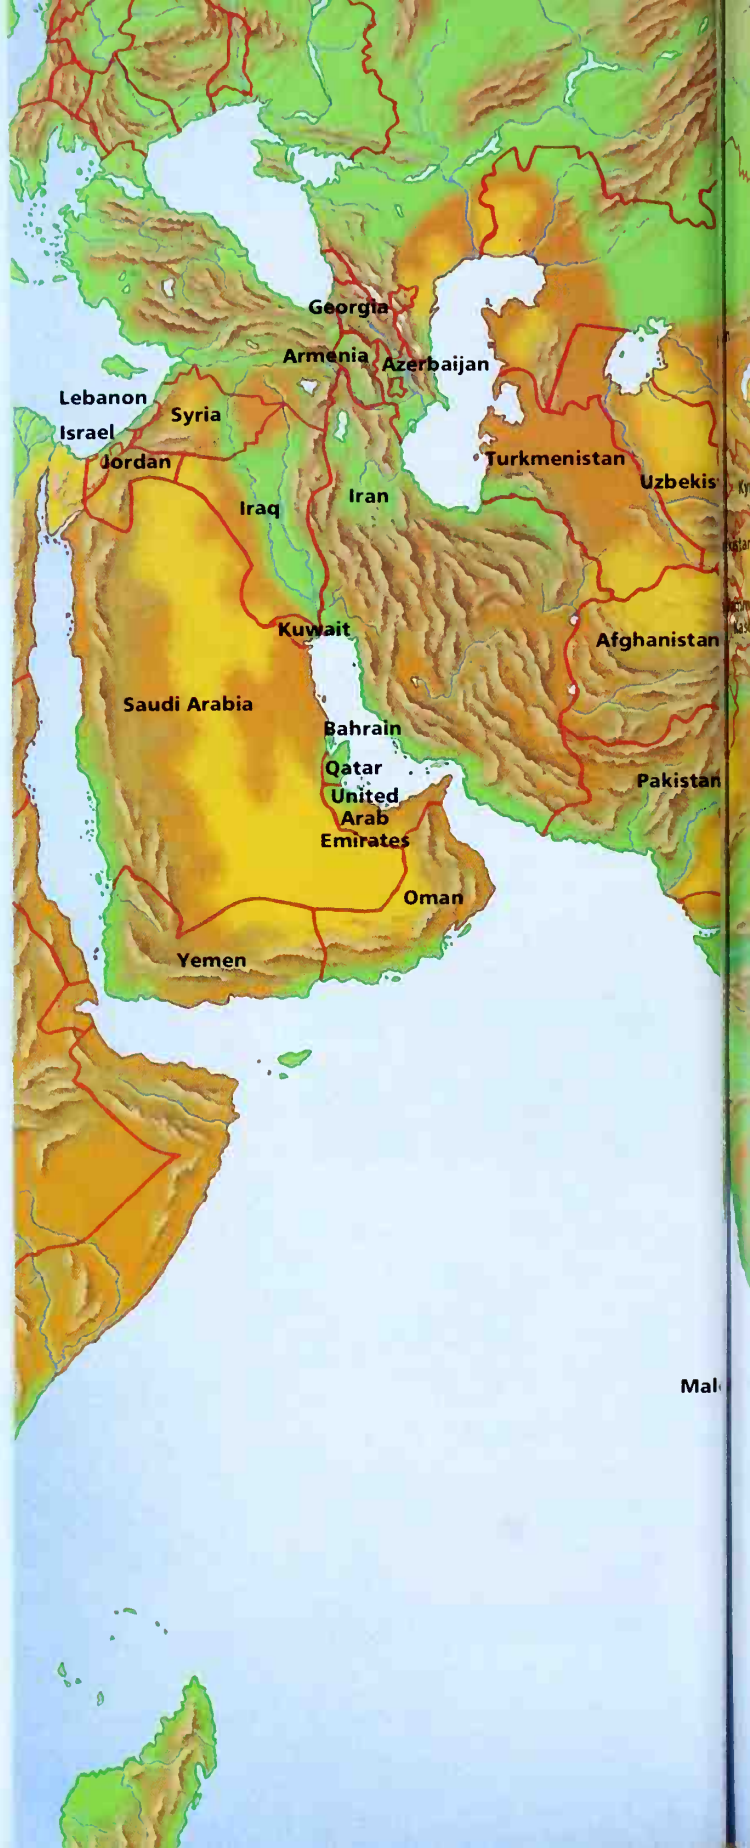 Georgia
Armenia
Azerbaijan
Lebanon
Syria
Israel
Jordan
Turkmenistan
Uzbekis
Iraq
Iran
Kuwait
Afghanistan
Saudi Arabia
Bahrain
Qatar
Pakistan
United
Arab
Emirates
Oman
Yemen
Mal